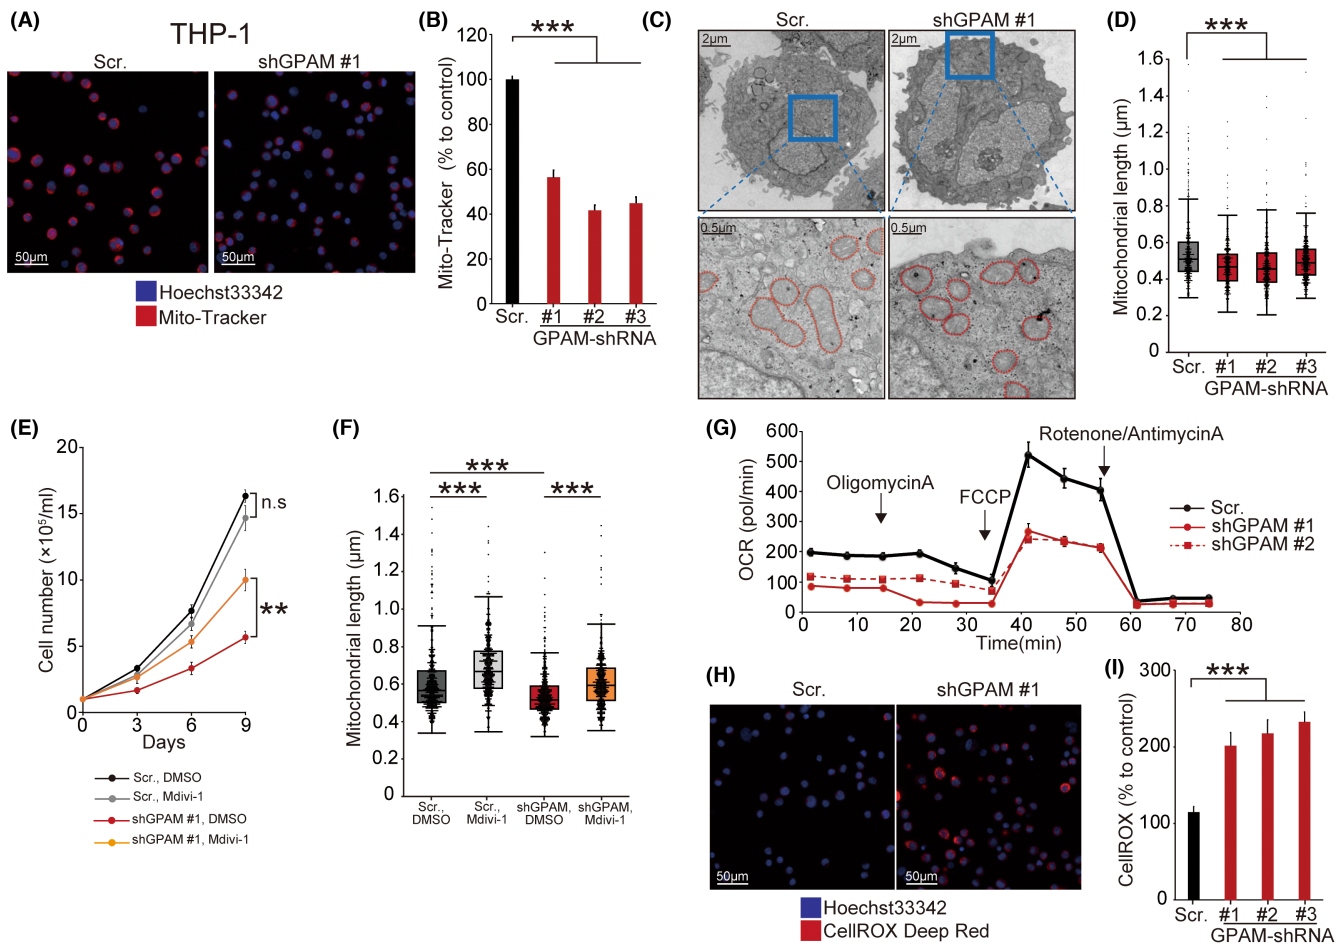 (A)
THP-1
Scr.
shGPAM #1
50μm
50μm
Hoechst33342
Mito-Tracker
(B)
***
Mito-Tracker (% to control)
120
100
80
60
40
20
0
Scr.
#1
#2
#3
GPAM-shRNA
(C)
Scr.
shGPAM #1
2μm
2μm
0.5μm
0.5μm
(D)
***
Mitochondrial length (μm)
1.6
1.4
1.2
1.0
0.8
0.6
0.4
0.2
0
Scr.
#1
#2
#3
GPAM-shRNA
(E)
Cell number (×10⁵/ml)
20
15
10
5
0
0
3
6
9
Days
n.s
**
Scr., DMSO
Scr., Mdivi-1
shGPAM #1, DMSO
shGPAM #1, Mdivi-1
(F)
***
***
***
Mitochondrial length (μm)
1.6
1.4
1.2
1.0
0.8
0.6
0.4
0.2
0
Scr.,
DMSO
Scr.,
Mdivi-1
shGPAM,
DMSO
shGPAM,
Mdivi-1
(G)
OCR (pol/min)
600
500
400
300
200
100
0
0
10
20
30
40
50
60
70
80
Time(min)
OligomycinA
FCCP
Rotenone/AntimycinA
Scr.
shGPAM #1
shGPAM #2
(H)
Scr.
shGPAM #1
50μm
50μm
Hoechst33342
CellROX Deep Red
(I)
***
CellROX (% to control)
300
200
100
0
Scr.
#1
#2
#3
GPAM-shRNA